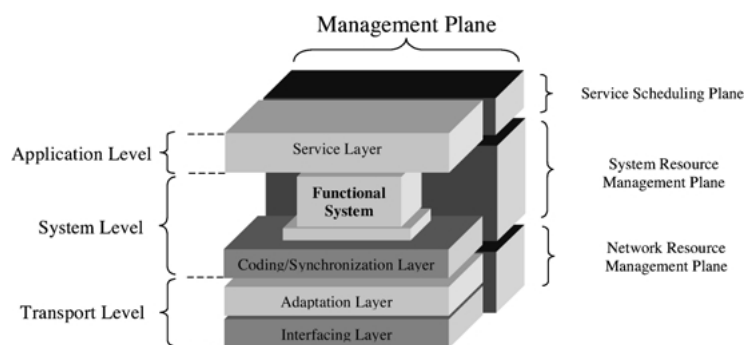 Management Plane
Service Scheduling Plane
Application Level
Service Layer
System Resource
Management Plane
Functional
System
System Level
Network Resource
Management Plane
Coding/Synchronization Layer
Adaptation Layer
Transport Level
Interfacing Layer